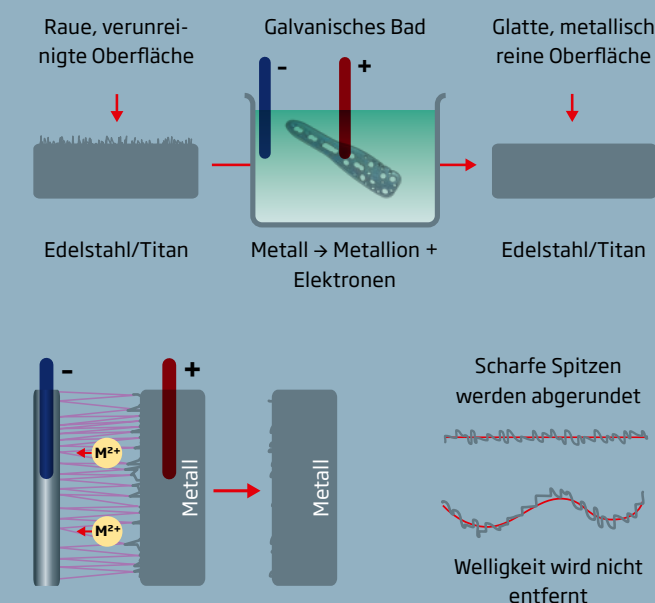 Raue, verunrei-
nigte Oberfläche
Galvanisches Bad
Glatte, metallisch
reine Oberfläche
-
+
Edelstahl/Titan
Metall → Metallion +
Elektronen
Edelstahl/Titan
-
+
M²⁺
M²⁺
Metall
Metall
Scharfe Spitzen
werden abgerundet
Welligkeit wird nicht
entfernt